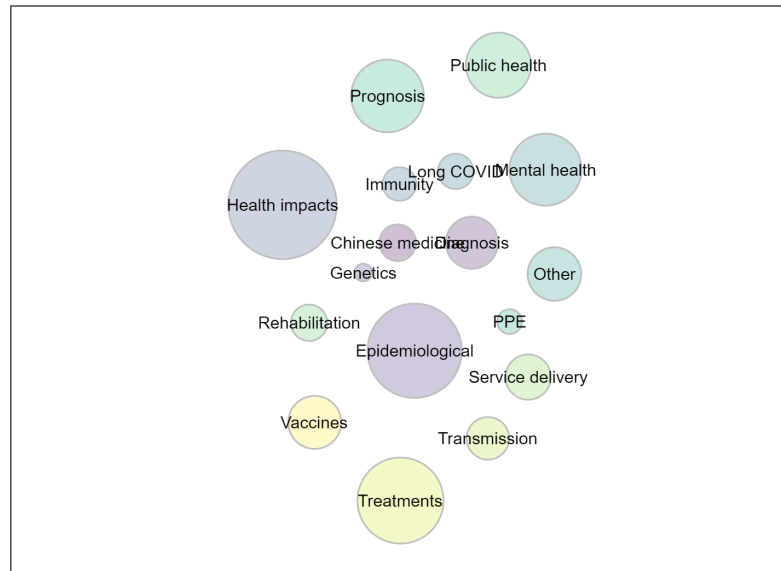 Public health
Prognosis
Long COVID
Mental health
Immunity
Health impacts
Chinese medicine
Diagnosis
Genetics
Other
Rehabilitation
PPE
Epidemiological
Service delivery
Vaccines
Transmission
Treatments